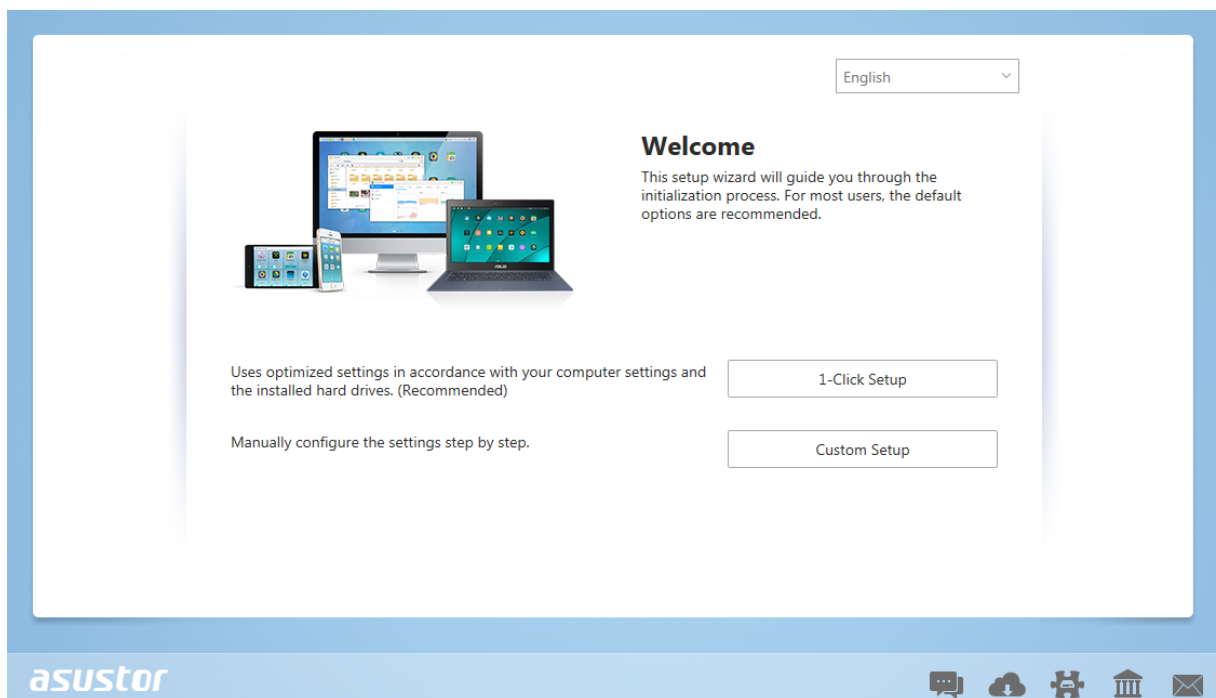 English
Welcome
This setup wizard will guide you through the
initialization process. For most users, the default
options are recommended.
Uses optimized settings in accordance with your computer settings and
the installed hard drives. (Recommended)
1-Click Setup
Manually configure the settings step by step.
Custom Setup
asustor